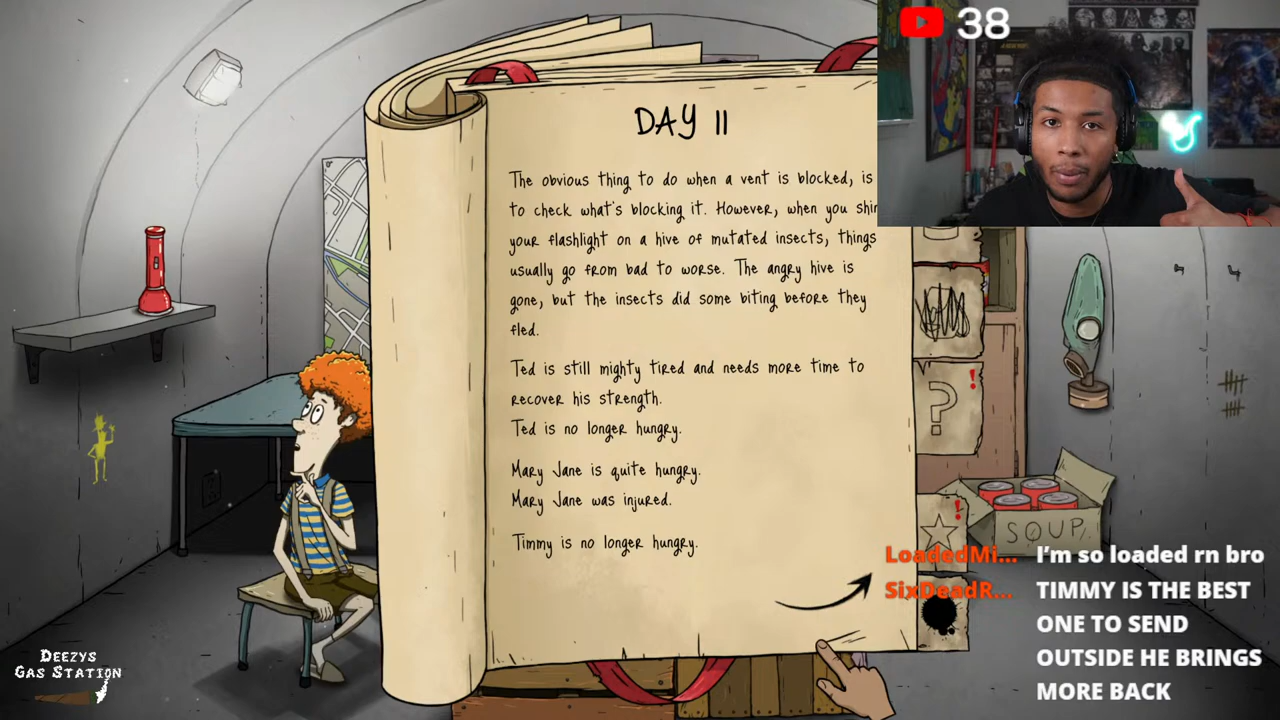 38
DAY 11
The obvious thing to do when a vent is blocked, is
to check what's blocking it. However, when you
your flashlight on a hive of mutated insects, things
usually go from bad to worse. The angry hive is
gone, but the insects did some biting before they
fled.
Ted is still mighty tired and needs more time to
recover his strength.
Ted is no longer hungry.
Mary Jane is quite hungry.
Mary Jane was injured.
Timmy is no longer hungry.
?
!
!
SOUP
LoadedMi... I'm so loaded rn bro
SixDeadR... TIMMY IS THE BEST
ONE TO SEND
OUTSIDE HE BRINGS
MORE BACK
DEEZYS
GAS STATION